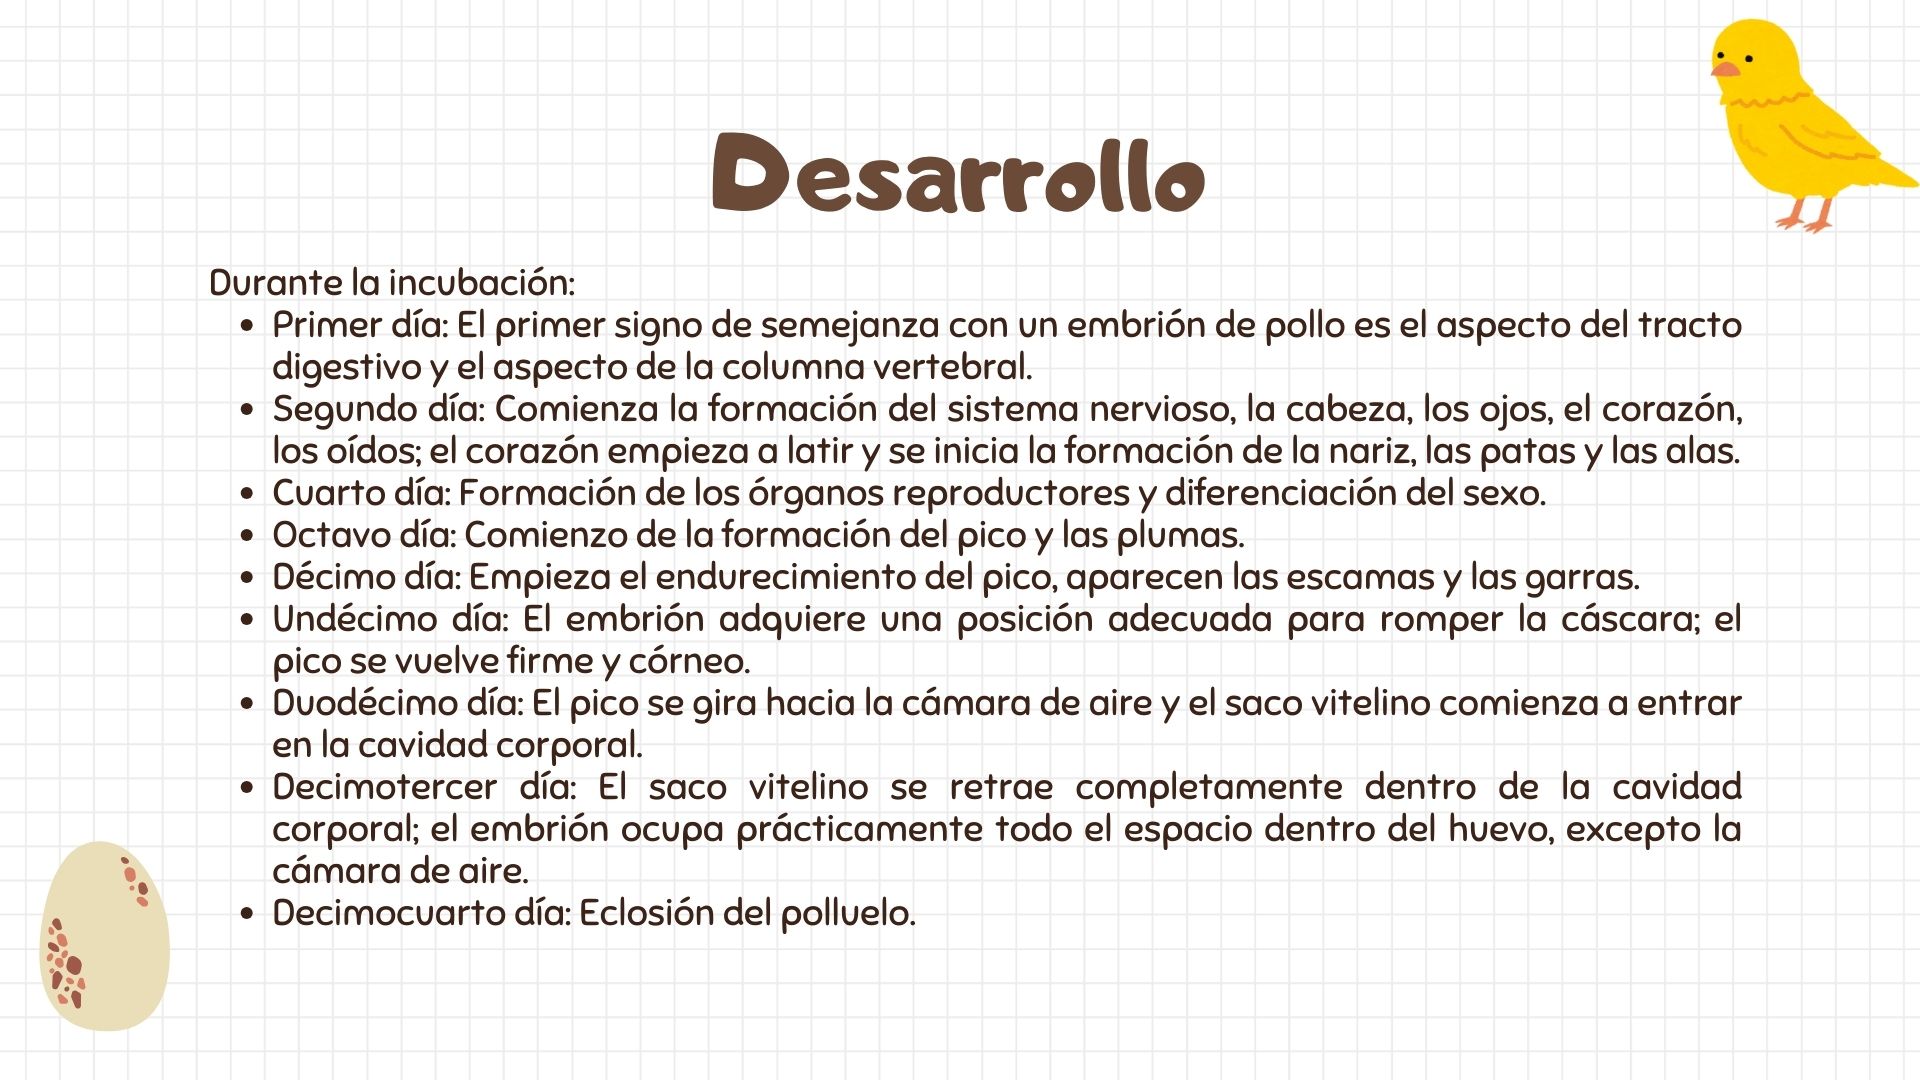 Desarrollo
Durante la incubación:
• Primer día: El primer signo de semejanza con un embrión de pollo es el aspecto del tracto
digestivo y el aspecto de la columna vertebral.
• Segundo día: Comienza la formación del sistema nervioso, la cabeza, los ojos, el corazón,
los oídos; el corazón empieza a latir y se inicia la formación de la nariz, las patas y las alas.
• Cuarto día: Formación de los órganos reproductores y diferenciación del sexo.
• Octavo día: Comienzo de la formación del pico y las plumas.
• Décimo día: Empieza el endurecimiento del pico, aparecen las escamas y las garras.
• Undécimo día: El embrión adquiere una posición adecuada para romper la cáscara; el
pico se vuelve firme y córneo.
• Duodécimo día: El pico se gira hacia la cámara de aire y el saco vitelino comienza a entrar
en la cavidad corporal.
• Decimotercer día: El saco vitelino se retrae completamente dentro de la cavidad
corporal; el embrión ocupa prácticamente todo el espacio dentro del huevo, excepto la
cámara de aire.
• Decimocuarto día: Eclosión del polluelo.